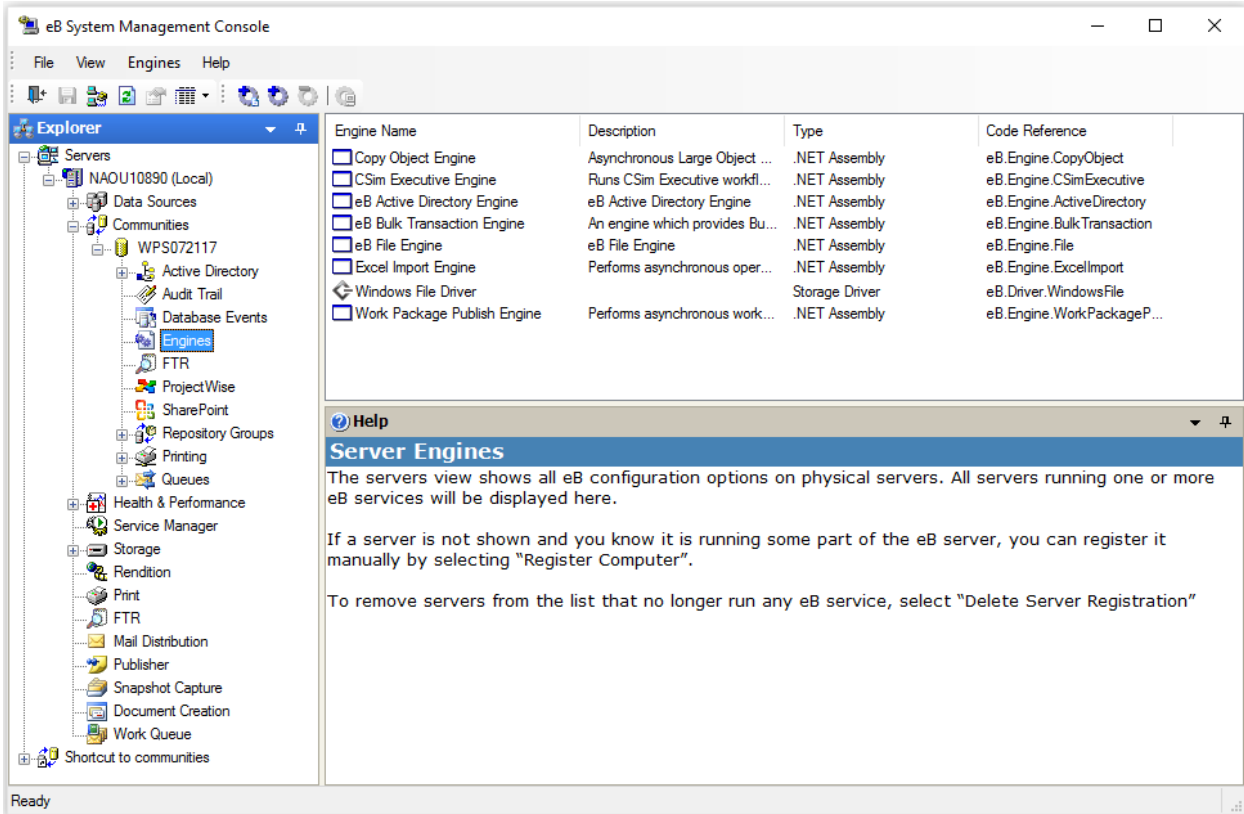 eB System Management Console
File View Engines Help
Explorer
Servers
NAOU10890 (Local)
Data Sources
Communities
WPS072117
Active Directory
Audit Trail
Database Events
Engines
FTR
ProjectWise
SharePoint
Repository Groups
Printing
Queues
Health & Performance
Service Manager
Storage
Rendition
Print
FTR
Mail Distribution
Publisher
Snapshot Capture
Document Creation
Work Queue
Shortcut to communities
Engine Name Description Type Code Reference
Copy Object Engine Asynchronous Large Object ... .NET Assembly eB.Engine.CopyObject
CSim Executive Engine Runs CSim Executive workfl... .NET Assembly eB.Engine.CSimExecutive
eB Active Directory Engine eB Active Directory Engine .NET Assembly eB.Engine.ActiveDirectory
eB Bulk Transaction Engine An engine which provides Bu... .NET Assembly eB.Engine.BulkTransaction
eB File Engine eB File Engine .NET Assembly eB.Engine.File
Excel Import Engine Performs asynchronous oper... .NET Assembly eB.Engine.ExcelImport
Windows File Driver Storage Driver eB.Driver.WindowsFile
Work Package Publish Engine Performs asynchronous work... .NET Assembly eB.Engine.WorkPackageP...
Help
Server Engines
The servers view shows all eB configuration options on physical servers. All servers running one or more
eB services will be displayed here.
If a server is not shown and you know it is running some part of the eB server, you can register it
manually by selecting “Register Computer”.
To remove servers from the list that no longer run any eB service, select “Delete Server Registration”
Ready